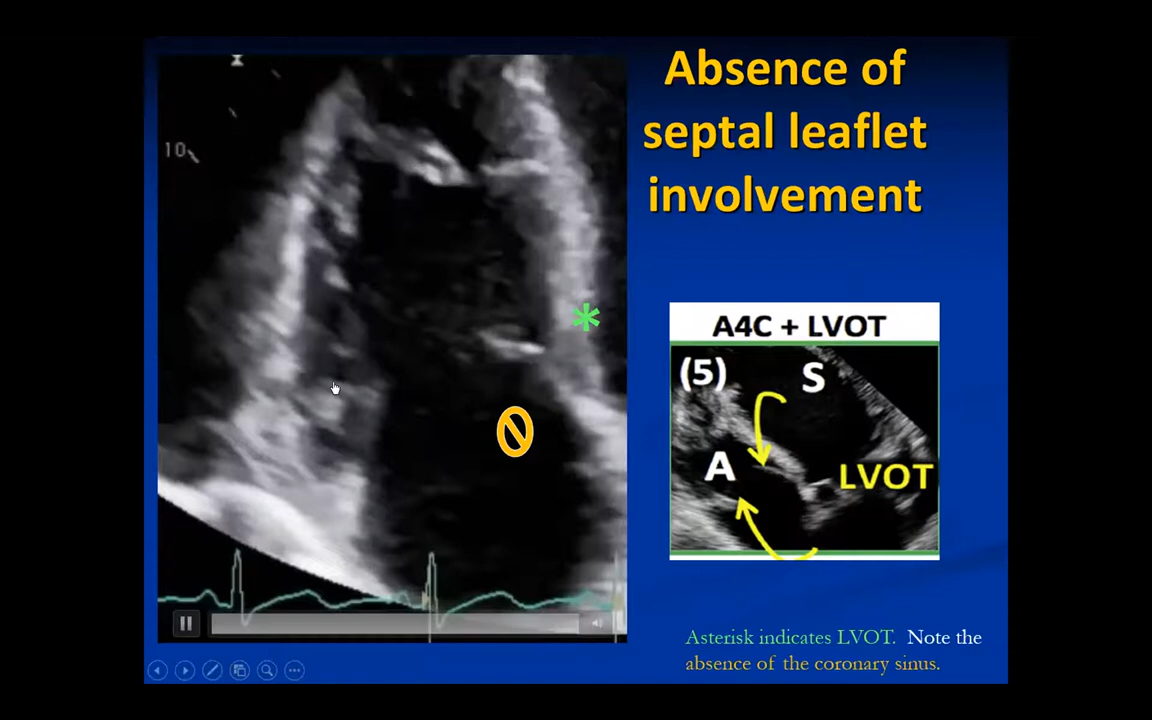 Absence of
septal leaflet
involvement
10
A4C + LVOT
(5)
S
A
LVOT
Asterisk indicates LVOT. Note the
absence of the coronary sinus.